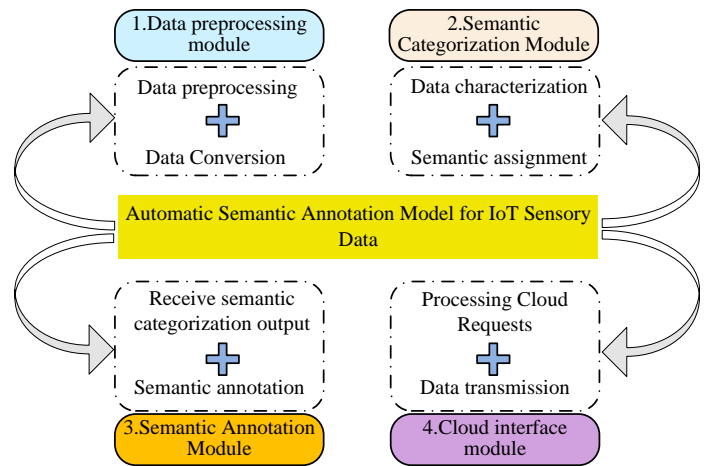 1.Data preprocessing
module
2.Semantic
Categorization Module
Data preprocessing
Data Conversion
Data characterization
Semantic assignment
Automatic Semantic Annotation Model for IoT Sensory
Data
Receive semantic
categorization output
Semantic annotation
Processing Cloud
Requests
Data transmission
3.Semantic Annotation
Module
4.Cloud interface
module